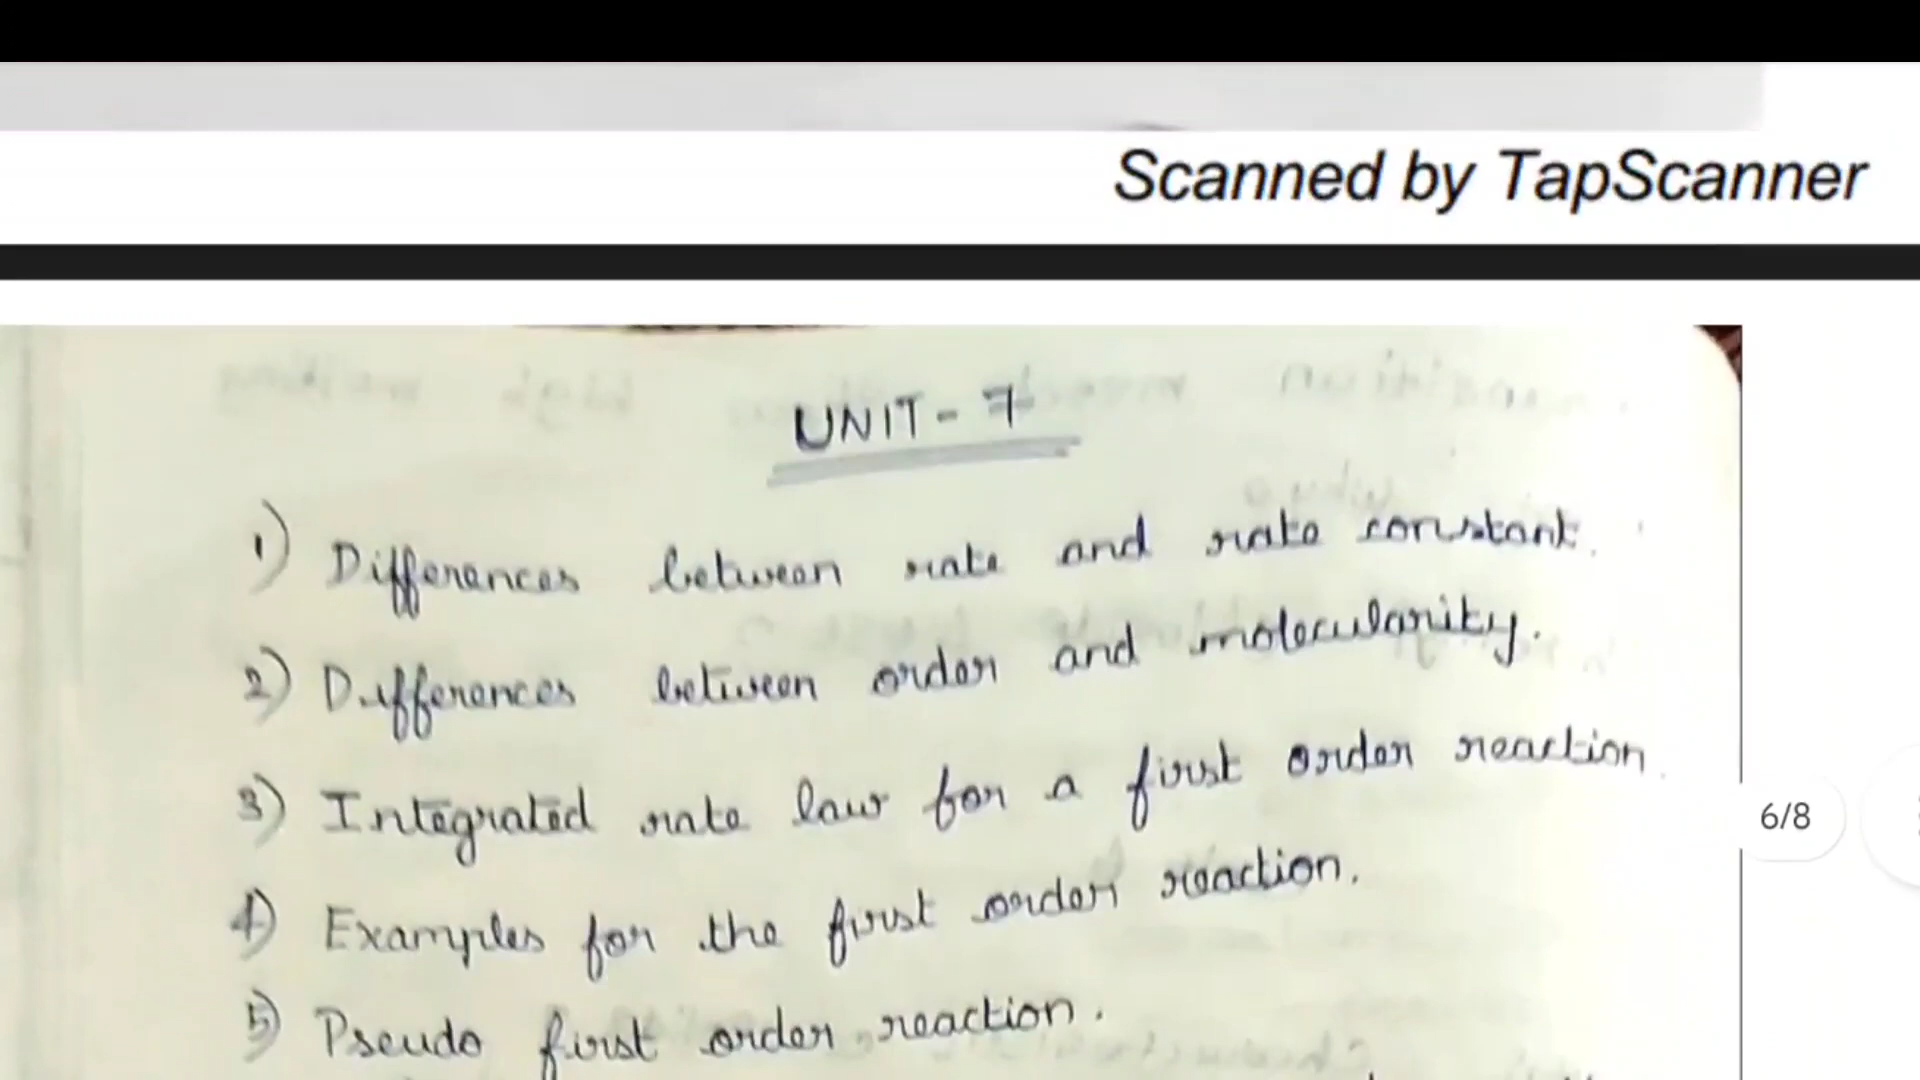 Scanned by TapScanner
UNIT - 7
1) Differences between rate and rate constant.
2) Differences between order and molecularity.
3) Integrated rate law for a first order reaction.
6/8
4) Examples for the first order reaction.
5) Pseudo first order reaction.